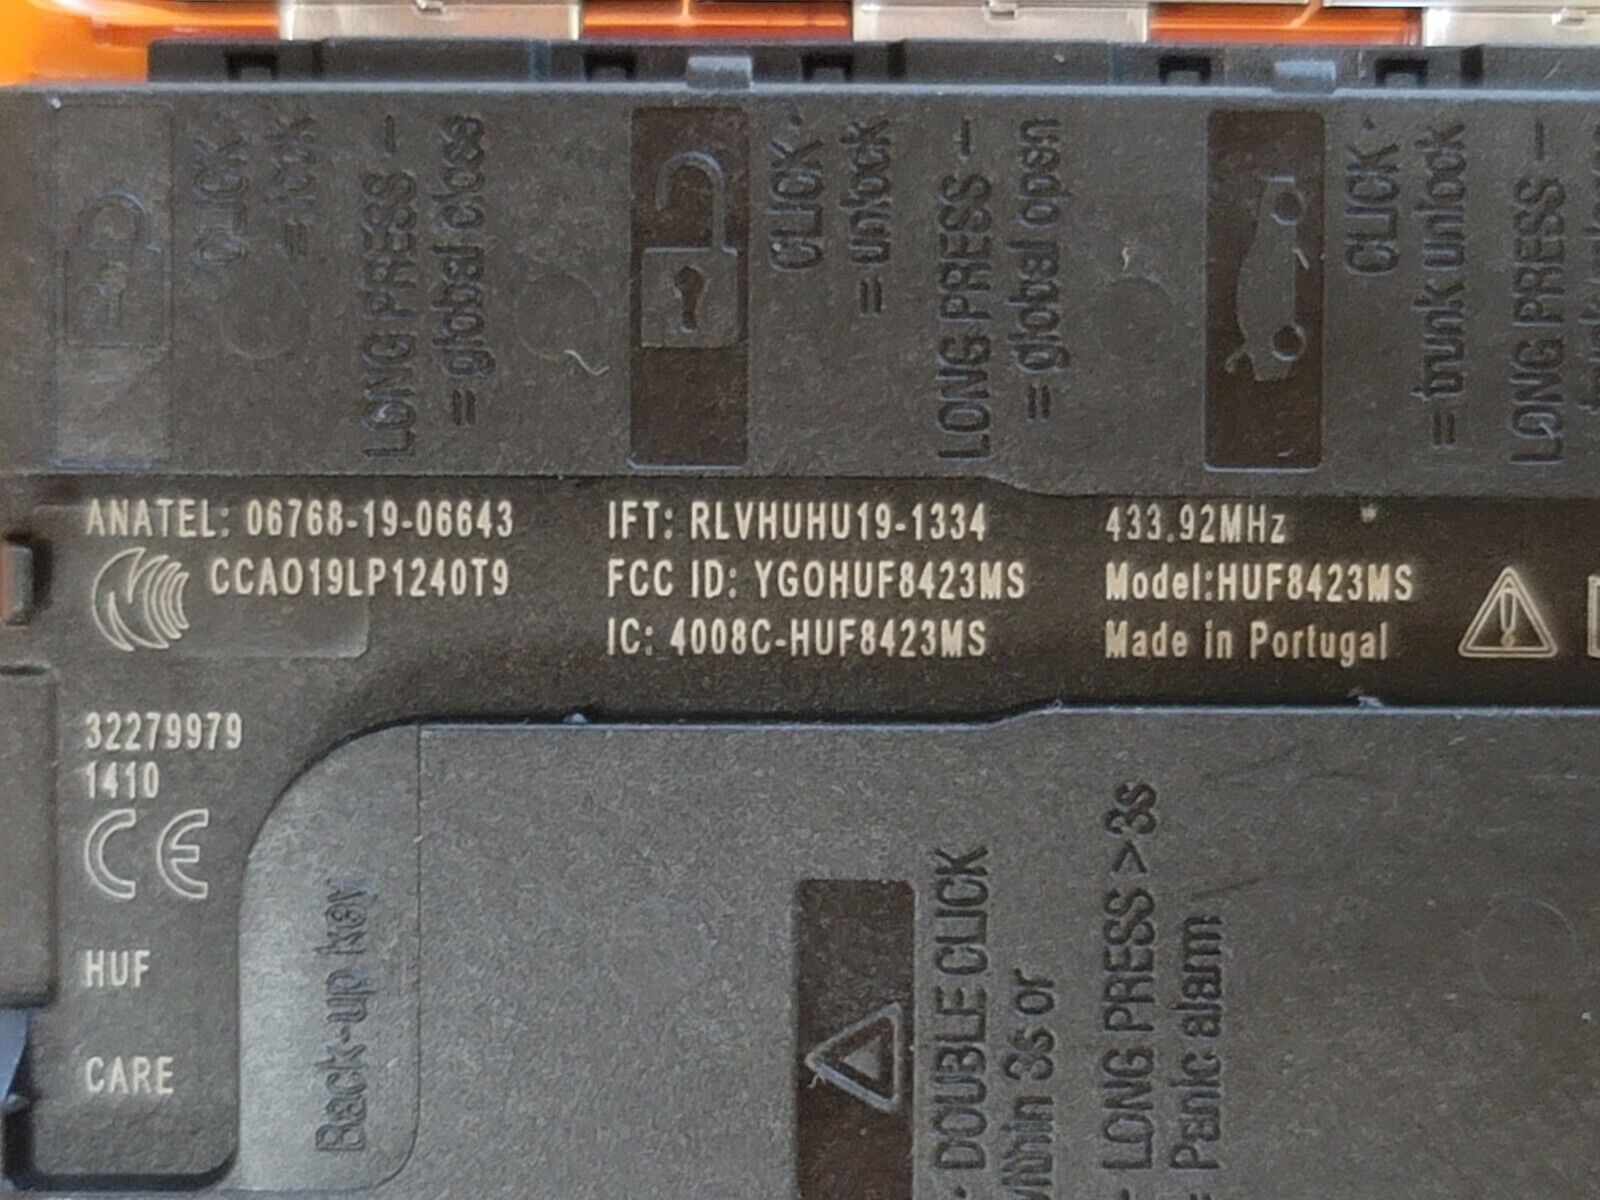 CLICK
= lock
LONG PRESS –
= global close
CLICK ·
= unlock
LONG PRESS –
= global open
CLICK ·
= trunk unlock
LONG PRESS –
ANATEL: 06768-19-06643
CCAO19LP1240T9
IFT: RLVHUHU19-1334
FCC ID: YGOHUF8423MS
IC: 4008C-HUF8423MS
433.92MHz
Model:HUF8423MS
Made in Portugal
32279979
1410
CE
HUF
CARE
Back-up key
· DOUBLE CLICK
within 3s or
- LONG PRESS >3s
= Panic alarm